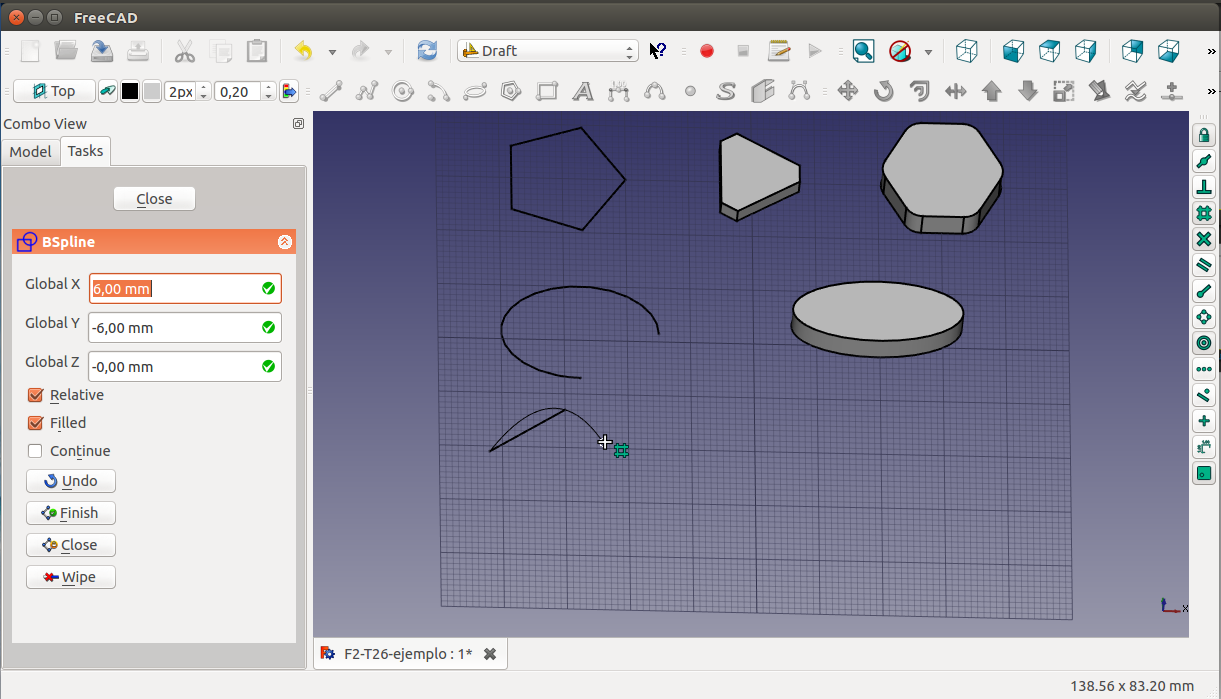 FreeCAD
Draft
Top
2px
0,20
Combo View
Model
Tasks
Close
BSpline
Global X
6,00 mm
Global Y
-6,00 mm
Global Z
-0,00 mm
Relative
Filled
Continue
Undo
Finish
Close
Wipe
X
F2-T26-ejemplo : 1*
138.56 x 83.20 mm